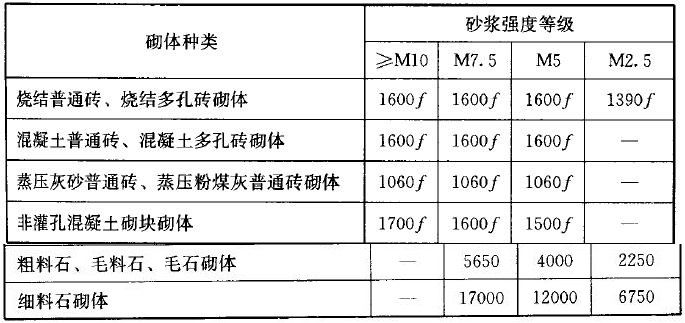 砌体种类 砂浆强度等级
≥M10 M7.5 M5 M2.5
烧结普通砖、烧结多孔砖砌体 1600f 1600f 1600f 1390f
混凝土普通砖、混凝土多孔砖砌体 1600f 1600f 1600f —
蒸压灰砂普通砖、蒸压粉煤灰普通砖砌体 1060f 1060f 1060f —
非灌孔混凝土砌块砌体 1700f 1600f 1500f —
粗料石、毛料石、毛石砌体 — 5650 4000 2250
细料石砌体 — 17000 12000 6750